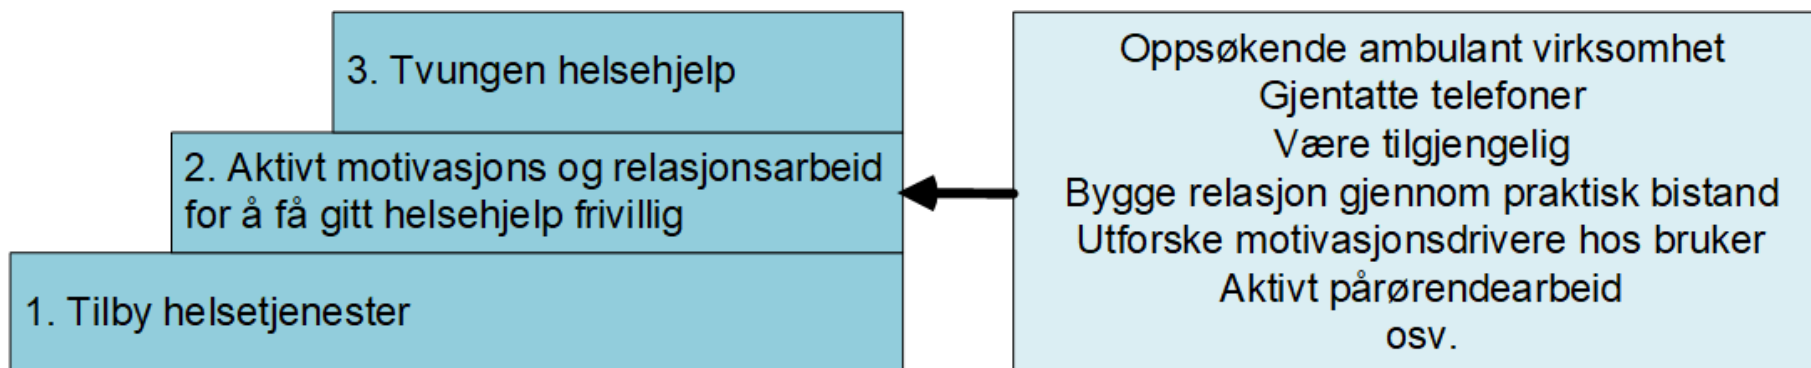 3. Tvungen helsehjelp
2. Aktivt motivasjons og relasjonsarbeid
for å få gitt helsehjelp frivillig
1. Tilby helsetjenester
Oppsøkende ambulant virksomhet
Gjentatte telefoner
Være tilgjengelig
Bygge relasjon gjennom praktisk bistand
Utforske motivasjonsdrivere hos bruker
Aktivt pårørendearbeid
osv.